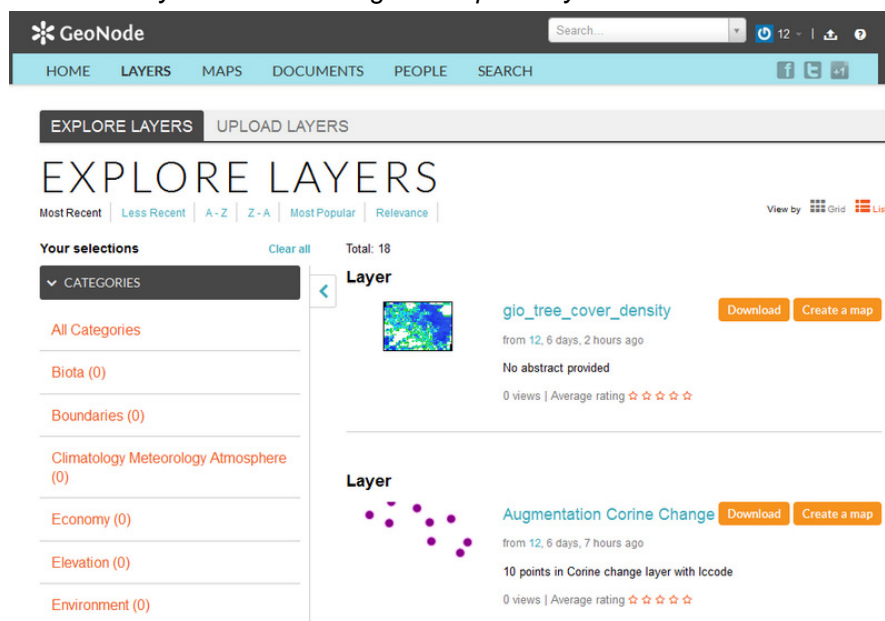 GeoNode
Search...
12
HOME LAYERS MAPS DOCUMENTS PEOPLE SEARCH
+1
EXPLORE LAYERS UPLOAD LAYERS
EXPLORE LAYERS
Most Recent Less Recent A - Z Z - A Most Popular Relevance
View by Grid Lis
Your selections Clear all Total: 18
CATEGORIES
Layer
gio_tree_cover_density Download Create a map
All Categories
from 12, 6 days, 2 hours ago
Biota (0)
No abstract provided
0 views | Average rating
Boundaries (0)
Climatology Meteorology Atmosphere
(0)
Layer
Economy (0)
Augmentation Corine Change Download Create a map
from 12, 6 days, 7 hours ago
Elevation (0)
10 points in Corine change layer with lccode
Environment (0)
0 views | Average rating